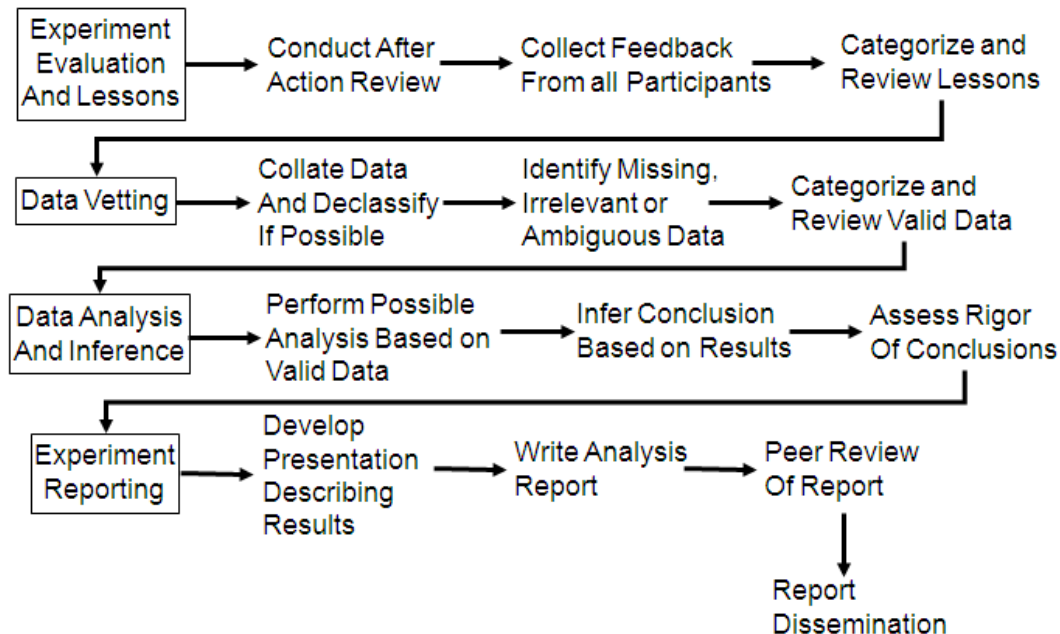 Experiment
Evaluation
And Lessons
Conduct After
Action Review
Collect Feedback
From all Participants
Categorize and
Review Lessons
Data Vetting
Collate Data
And Declassify
If Possible
Identify Missing,
Irrelevant or
Ambiguous Data
Categorize and
Review Valid Data
Data Analysis
And Inference
Perform Possible
Analysis Based on
Valid Data
Infer Conclusion
Based on Results
Assess Rigor
Of Conclusions
Experiment
Reporting
Develop
Presentation
Describing
Results
Write Analysis
Report
Peer Review
Of Report
Report
Dissemination